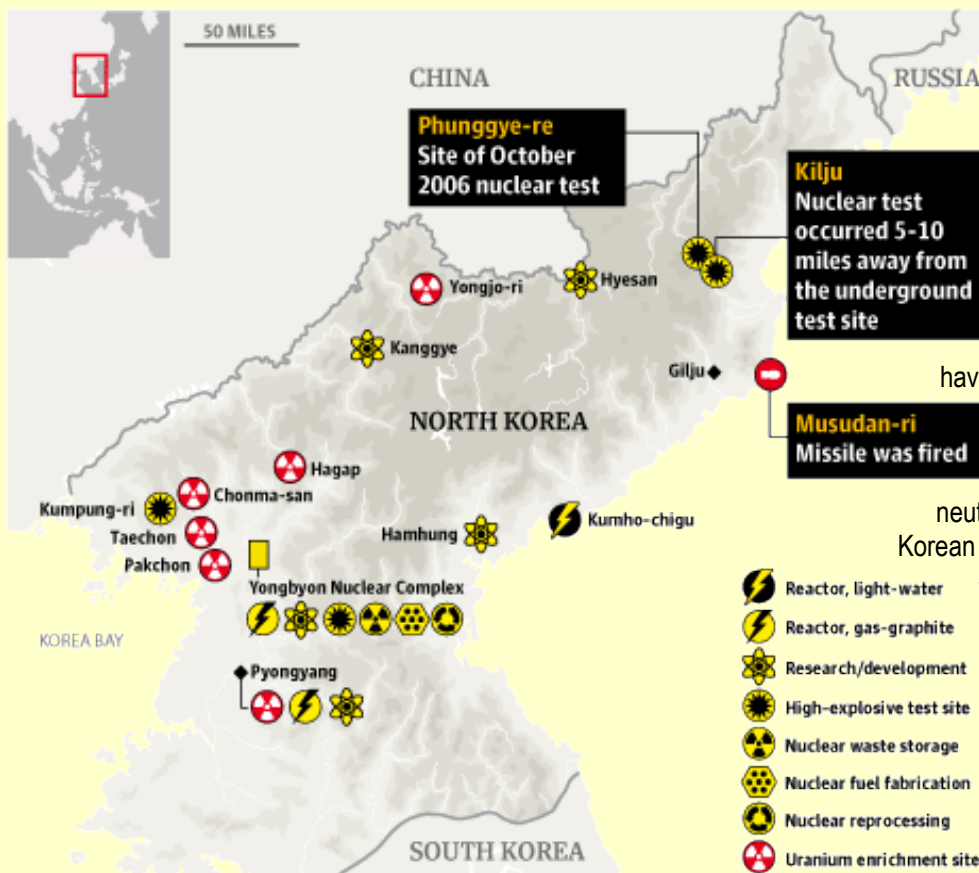 50 MILES
CHINA
RUSSIA
Phunggye-re
Site of October
2006 nuclear test
Kilju
Nuclear test
occurred 5-10
miles away from
the underground
test site
Yongjo-ri
Hyesan
Kanggye
Gilju
hav
NORTH KOREA
Musudan-ri
Missile was fired
Hagap
Chonma-san
Kumpung-ri
Taechon
Pakchon
Hamhung
Kumho-chigu
neut
Korean
Yongbyon Nuclear Complex
KOREA BAY
Pyongyang
Reactor, light-water
Reactor, gas-graphite
Research/development
High-explosive test site
Nuclear waste storage
Nuclear fuel fabrication
Nuclear reprocessing
Uranium enrichment site
SOUTH KOREA